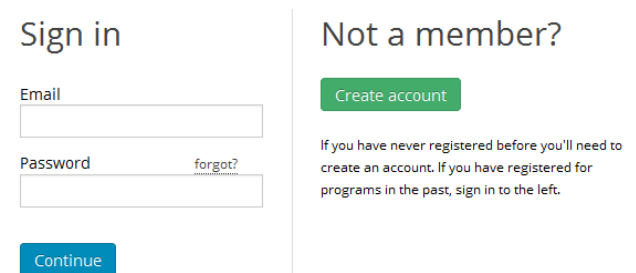 Sign in
Email
Password forgot?
Continue
Not a member?
Create account
If you have never registered before you'll need to
create an account. If you have registered for
programs in the past, sign in to the left.